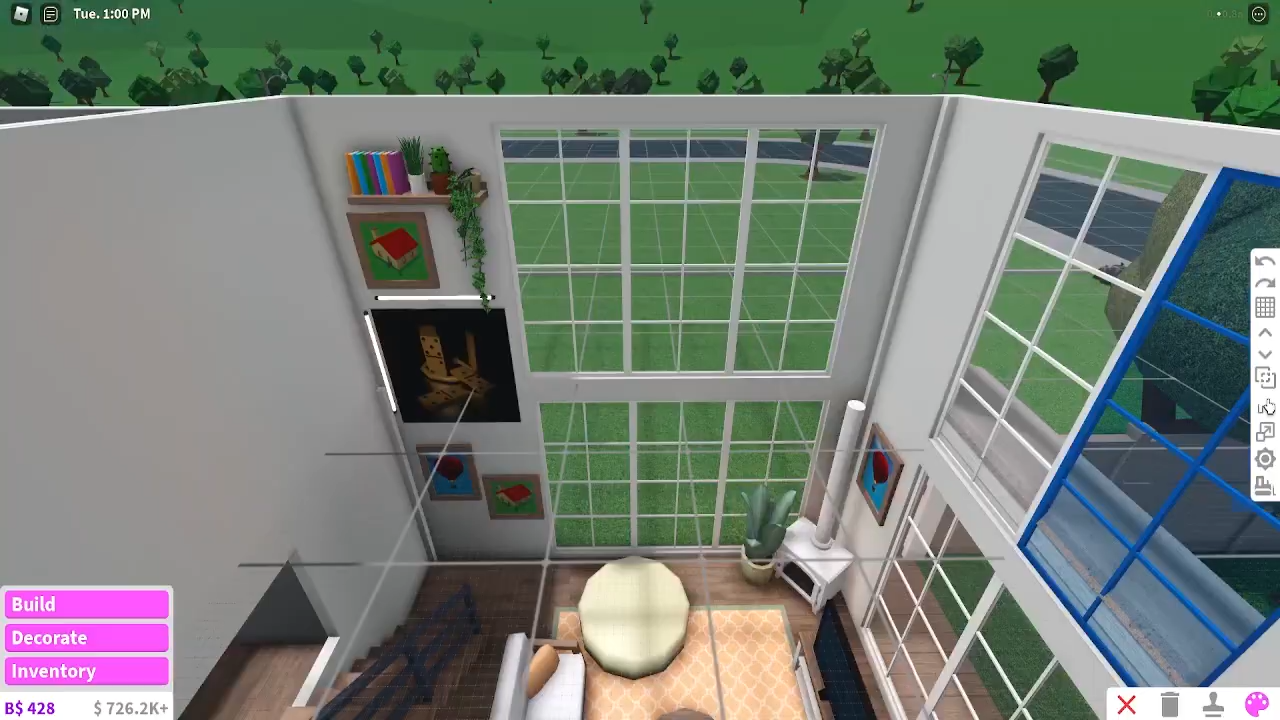 Tue. 1:00 PM
Build
Decorate
Inventory
B$ 428
$ 726.2K+